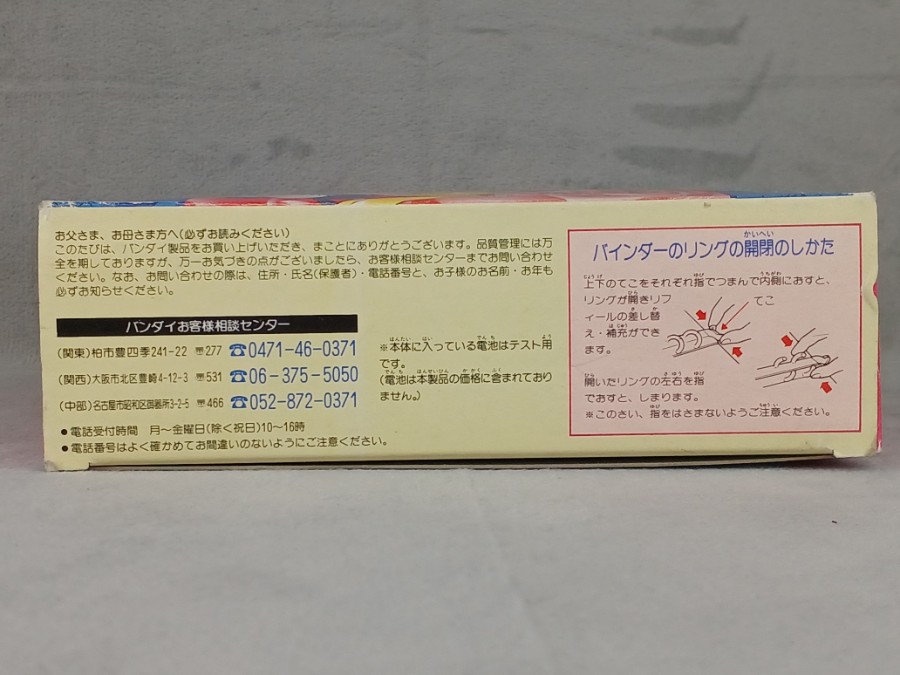 お父さま、お母さま方へ(必ずお読みください)
このたびは、バンダイ製品をお買い上げいただき、まことにありがとうございます。品質管理には万
全を期しておりますが、万一お気づきの点がございましたら、お客様相談センターまでお問い合わせ
ください。なお、お問い合わせの際は、住所・氏名(保護者)・電話番号と、お子様のお名前・お年も
必ずお知らせください。
バンダイお客様相談センター
(関東)柏市豊四季241-22 〒277 ☎0471-46-0371
(関西)大阪市北区豊崎4-12-3 〒531 ☎06-375-5050
(中部)名古屋市昭和区御器所3-2-5 〒466 ☎052-872-0371
●電話受付時間 月〜金曜日(除く祝日)10〜16時
●電話番号はよく確かめてお間違いのないようにご注意ください。
※本体に入っている電池はテスト用
です。
(電池は本製品の価格に含まれており
ません。)
バインダーのリングの開閉のしかた
上下のてこをそれぞれ指でつまんで内側におすと、
リングが開きリフ
ィールの差し替
え・補充ができ
ます。
てこ
開いたリングの左右を指
でおすと、しまります。
※このさい、指をはさまないようご注意ください。